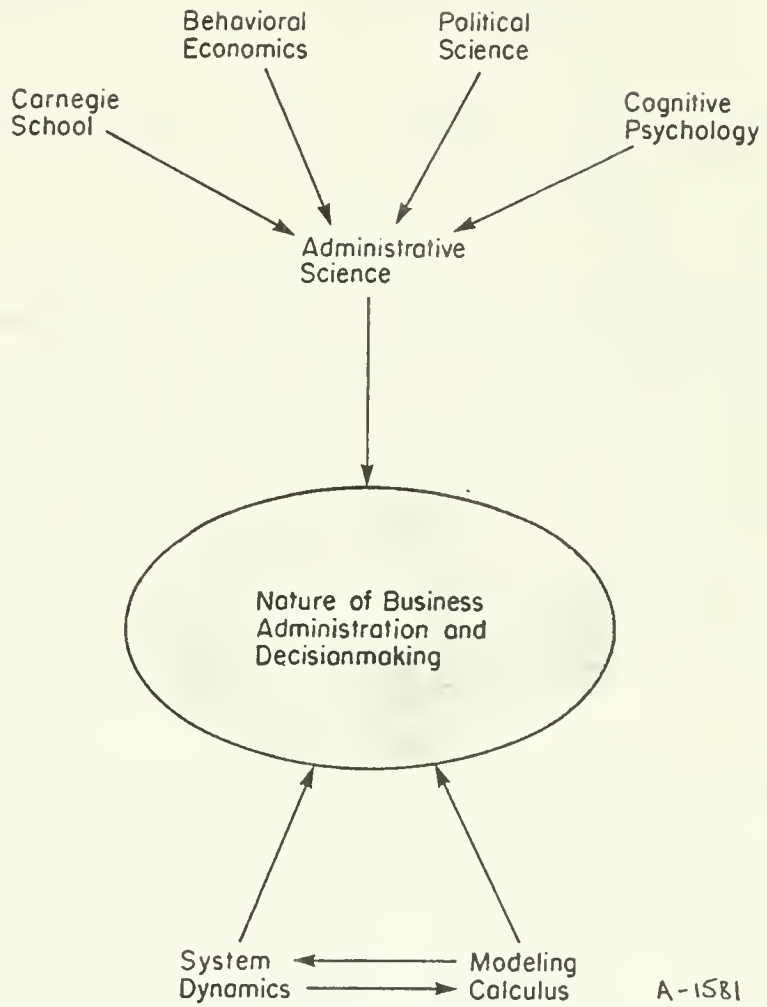 Behavioral
Economics
Political
Science
Carnegie
School
Cognitive
Psychology
Administrative
Science
Nature of Business
Administration and
Decisionmaking
System
Dynamics
Modeling
Calculus
A-1581